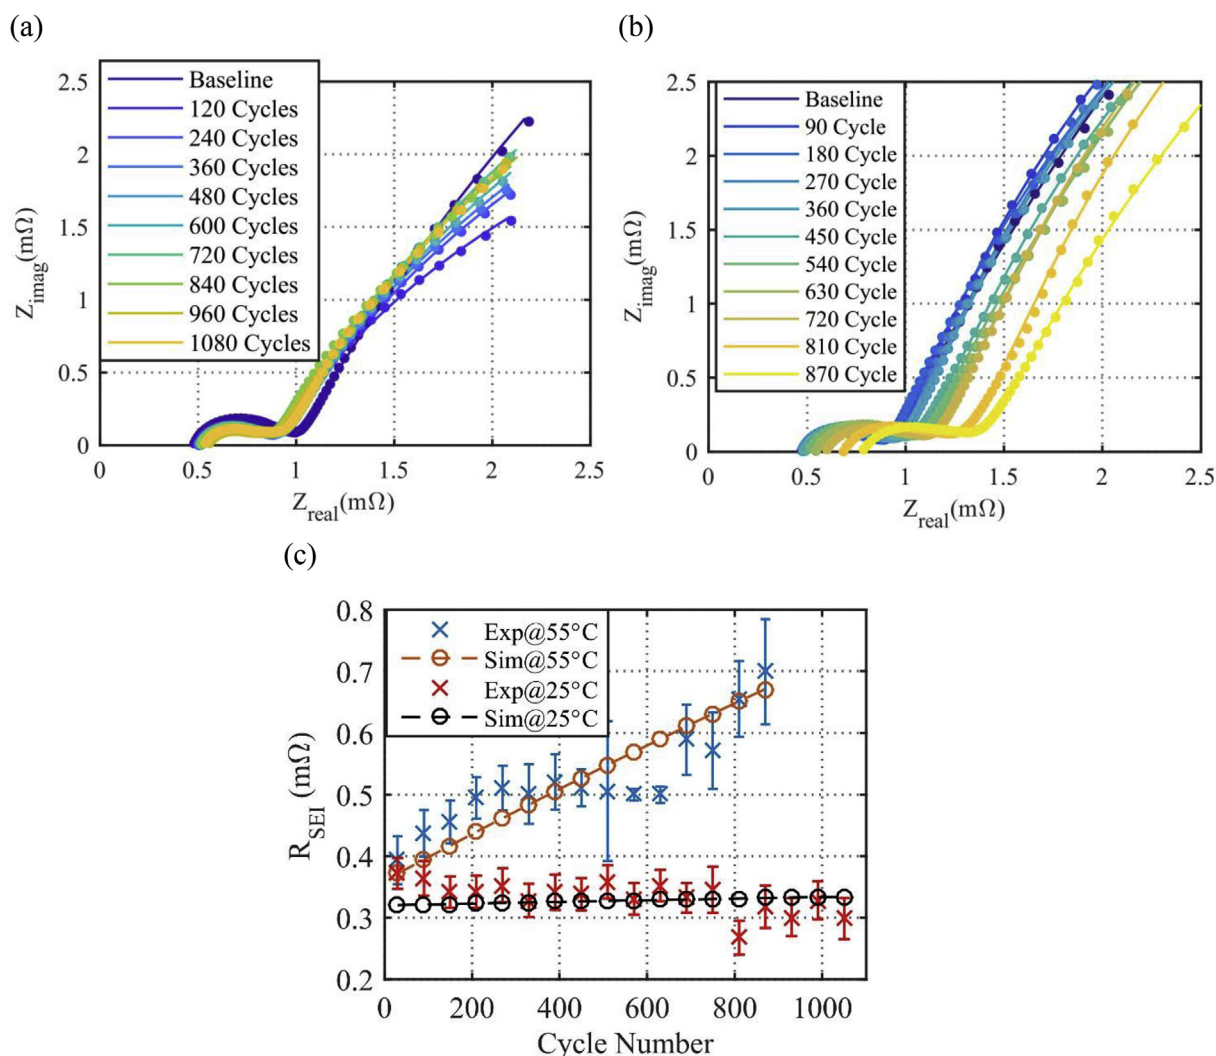 (a)
2.5
2
1.5
1
0.5
0
Z_imag(mΩ)
Baseline
120 Cycles
240 Cycles
360 Cycles
480 Cycles
600 Cycles
720 Cycles
840 Cycles
960 Cycles
1080 Cycles
0 0.5 1 1.5 2 2.5
Z_real(mΩ)
(b)
2.5
2
1.5
1
0.5
0
Z_imag(mΩ)
Baseline
90 Cycle
180 Cycle
270 Cycle
360 Cycle
450 Cycle
540 Cycle
630 Cycle
720 Cycle
810 Cycle
870 Cycle
0 0.5 1 1.5 2 2.5
Z_real(mΩ)
(c)
0.8
0.7
0.6
0.5
0.4
0.3
0.2
R_SEI (mΩ)
Exp@55°C
Sim@55°C
Exp@25°C
Sim@25°C
0 200 400 600 800 1000
Cycle Number